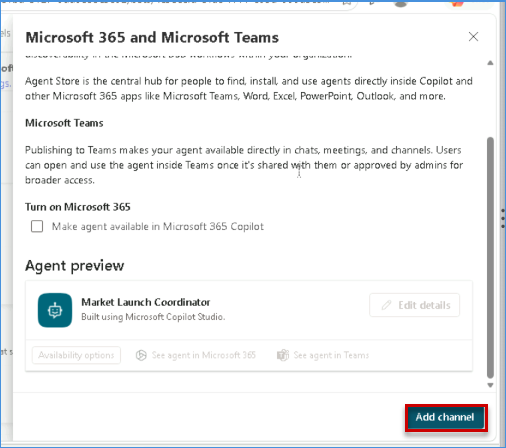 Microsoft 365 and Microsoft Teams
Agent Store is the central hub for people to find, install, and use agents directly inside Copilot and
other Microsoft 365 apps like Microsoft Teams, Word, Excel, PowerPoint, Outlook, and more.
Microsoft Teams
Publishing to Teams makes your agent available directly in chats, meetings, and channels. Users
can open and use the agent inside Teams once it's shared with them or approved by admins for
broader access.
Turn on Microsoft 365
Make agent available in Microsoft 365 Copilot
Agent preview
Market Launch Coordinator
Built using Microsoft Copilot Studio.
Edit details
Availability options
See agent in Microsoft 365
See agent in Teams
Add channel